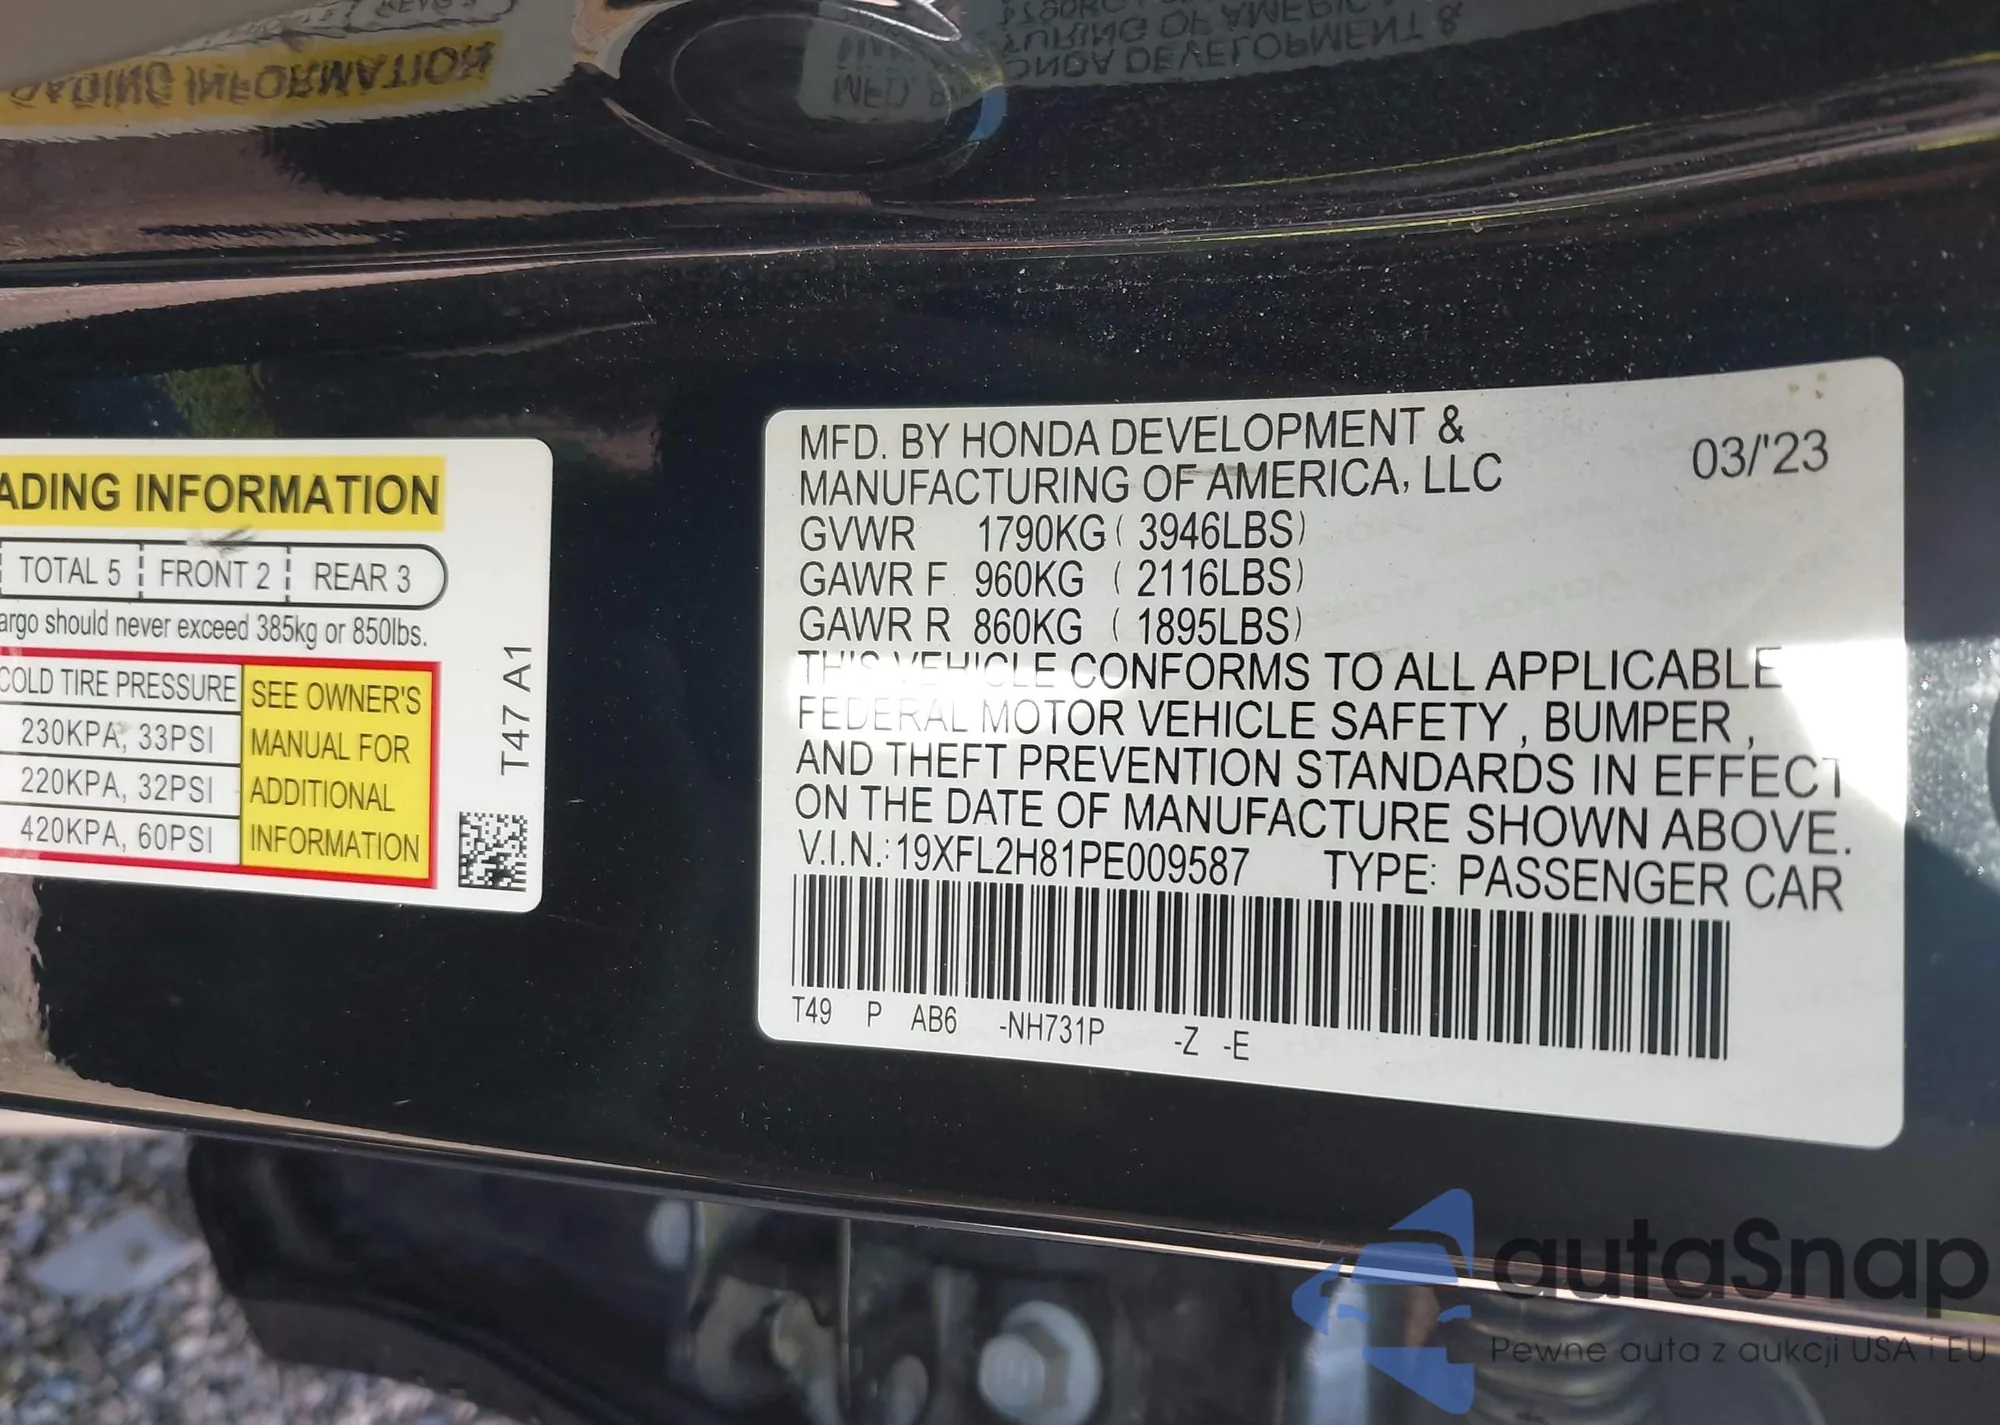 ADING INFORMATION
TOTAL 5 FRONT 2 REAR 3
argo should never exceed 385kg or 850lbs.
COLD TIRE PRESSURE
230KPA, 33PSI
220KPA, 32PSI
420KPA, 60PSI
SEE OWNER'S
MANUAL FOR
ADDITIONAL
INFORMATION
T47 A1
MFD. BY HONDA DEVELOPMENT &
MANUFACTURING OF AMERICA, LLC
03/'23
GVWR 1790KG ( 3946LBS)
GAWR F 960KG ( 2116LBS)
GAWR R 860KG ( 1895LBS)
THIS VEHICLE CONFORMS TO ALL APPLICABLE
FEDERAL MOTOR VEHICLE SAFETY , BUMPER ,
AND THEFT PREVENTION STANDARDS IN EFFECT
ON THE DATE OF MANUFACTURE SHOWN ABOVE.
V.I.N.: 19XFL2H81PE009587 TYPE: PASSENGER CAR
T49 P AB6 -NH731P -Z -E
autaSnap
Pewne auta z aukcji USA i EU